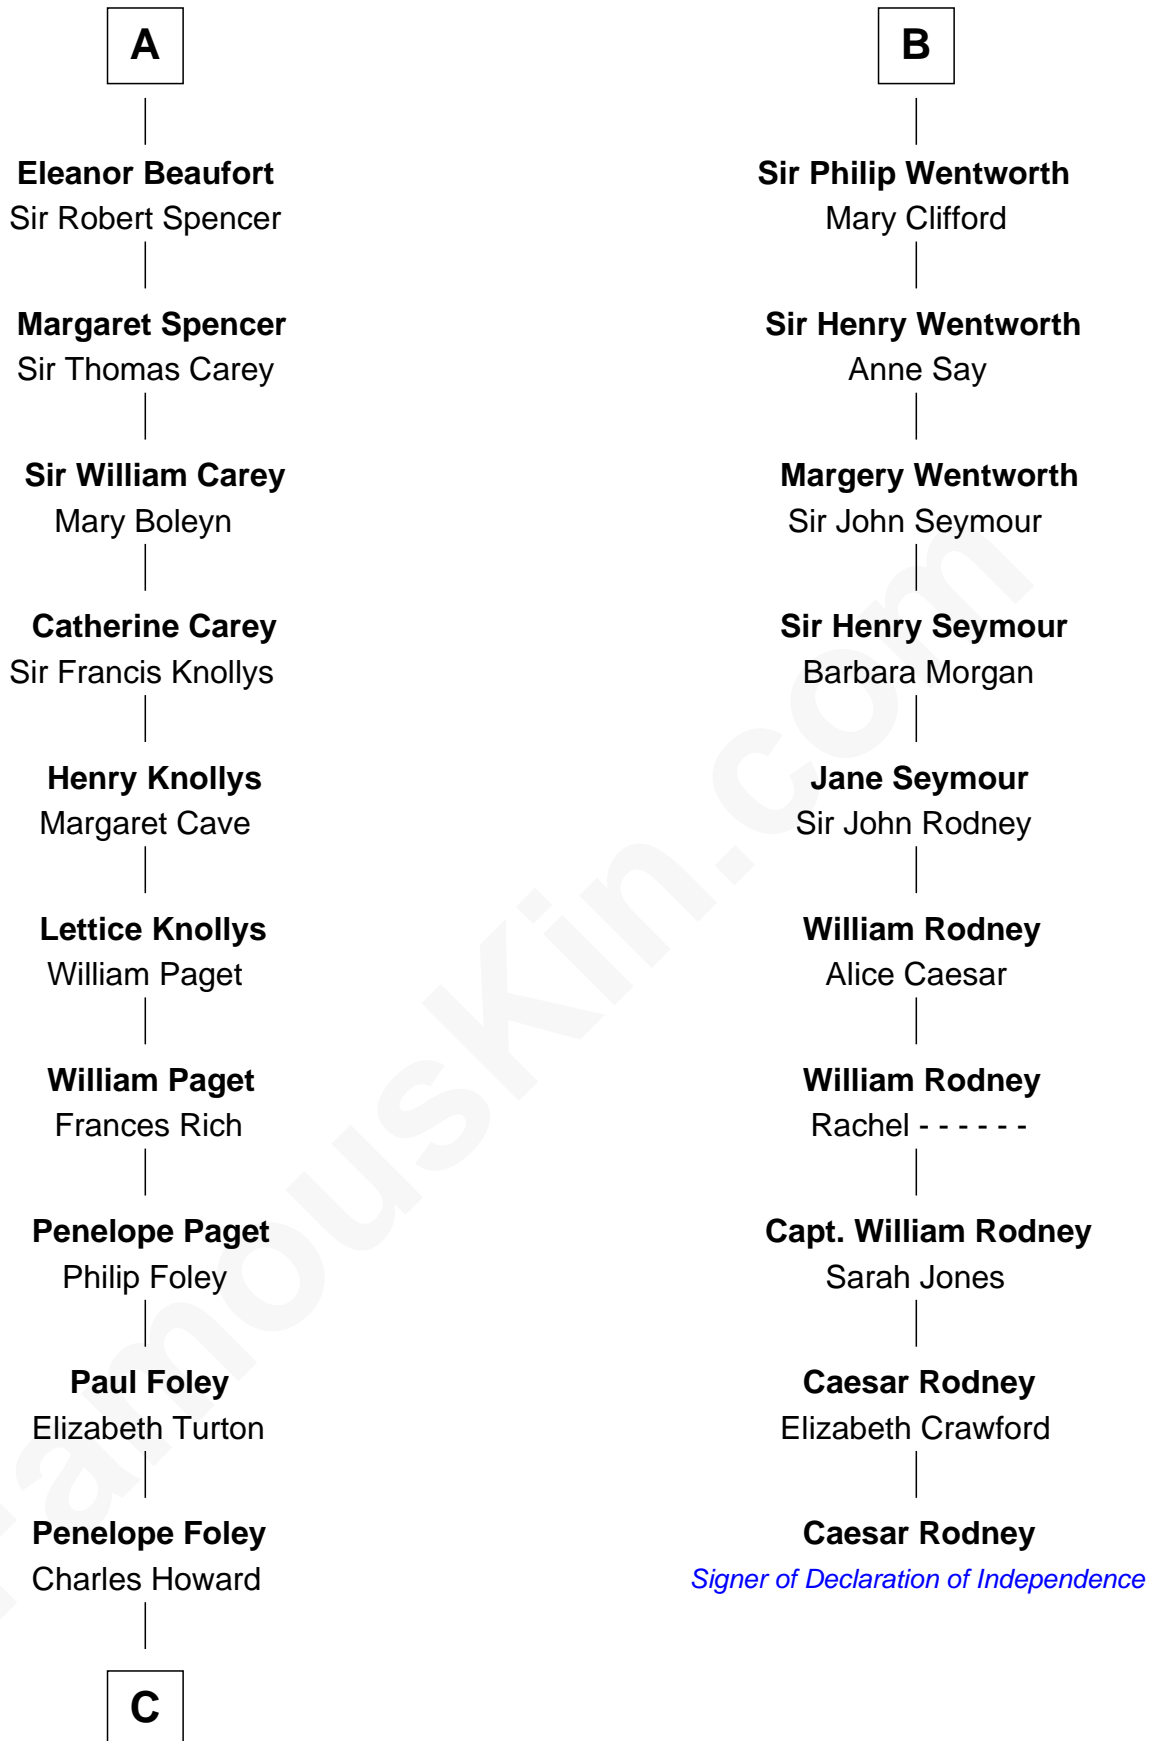 A
Eleanor Beaufort
Sir Robert Spencer
Margaret Spencer
Sir Thomas Carey
Sir William Carey
Mary Boleyn
Catherine Carey
Sir Francis Knollys
Henry Knollys
Margaret Cave
Lettice Knollys
William Paget
William Paget
Frances Rich
Penelope Paget
Philip Foley
Paul Foley
Elizabeth Turton
Penelope Foley
Charles Howard
C
B
Sir Philip Wentworth
Mary Clifford
Sir Henry Wentworth
Anne Say
Margery Wentworth
Sir John Seymour
Sir Henry Seymour
Barbara Morgan
Jane Seymour
Sir John Rodney
William Rodney
Alice Caesar
William Rodney
Rachel - - - - - -
Capt. William Rodney
Sarah Jones
Caesar Rodney
Elizabeth Crawford
Caesar Rodney
Signer of Declaration of Independence
FamousKin.com